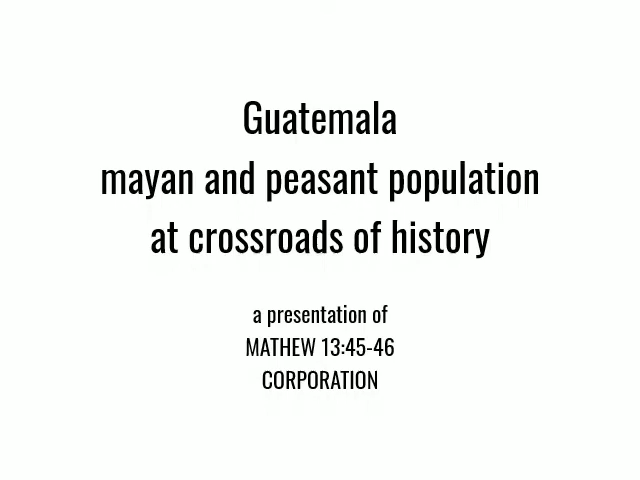 Guatemala
mayan and peasant population
at crossroads of history
a presentation of
MATHEW 13:45-46
CORPORATION